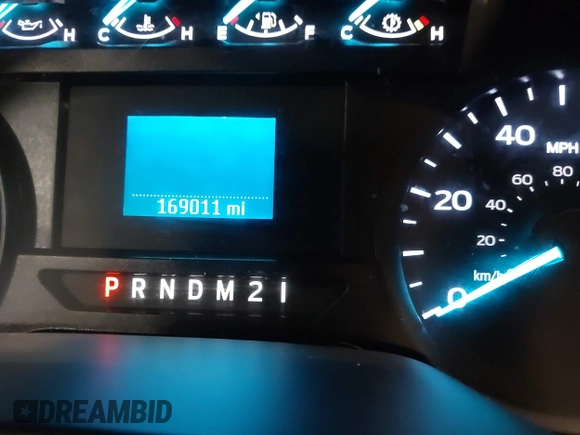 H C H E F C H
40 MPH
60 80
20 40
20
km/h
169011 mi
0
P R N D M 2 1
DREAMBID